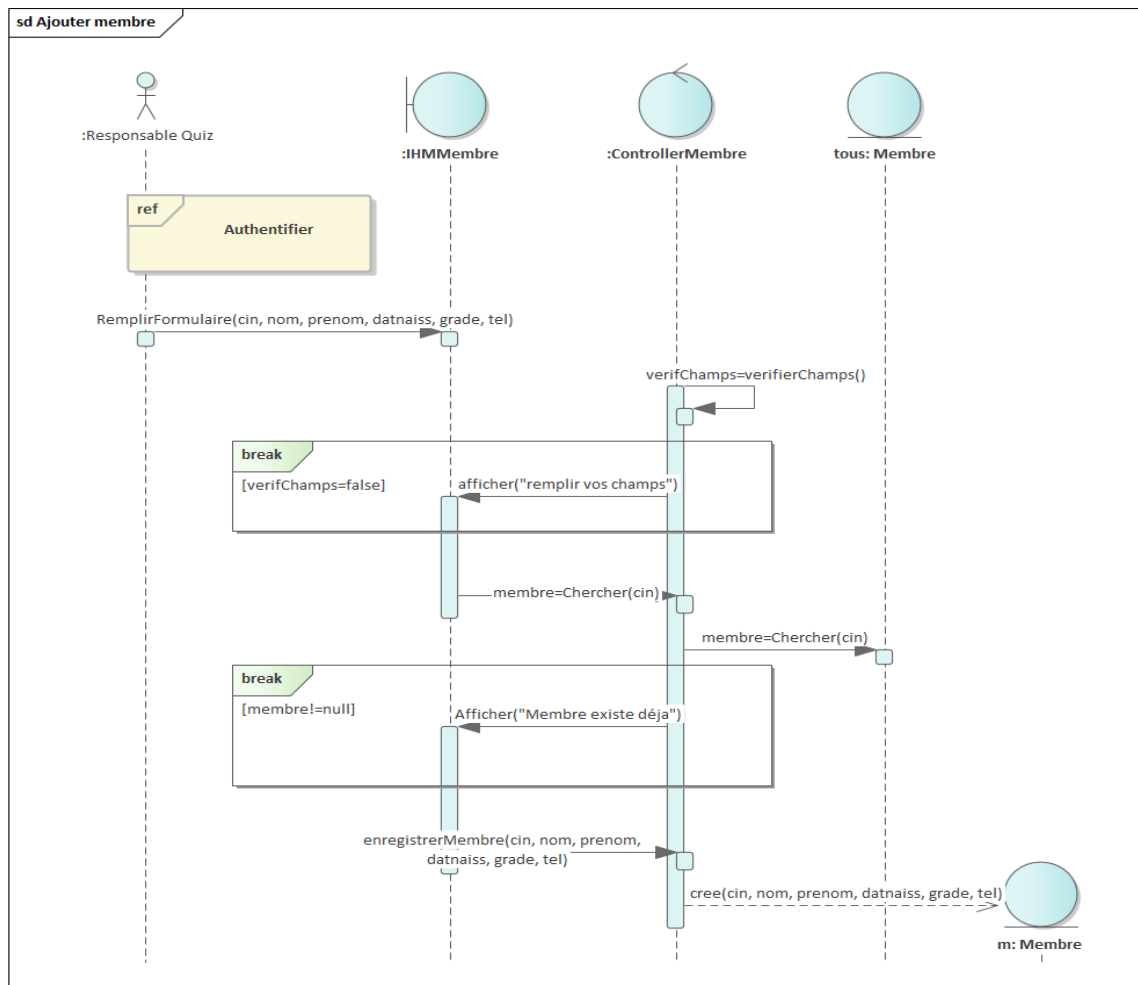 sd Ajouter membre
:Responsable Quiz
:IHMMembre
:ControllerMembre
tous: Membre
ref
Authentifier
RemplirFormulaire(cin, nom, prenom, datnaiss, grade, tel)
verifChamps=verifierChamps()
break
[verifChamps=false]
afficher("remplir vos champs")
membre=Chercher(cin)
membre=Chercher(cin)
break
[membre!=null]
Afficher("Membre existe déja")
enregistrerMembre(cin, nom, prenom,
datnaiss, grade, tel)
cree(cin, nom, prenom, datnaiss, grade, tel)
m: Membre